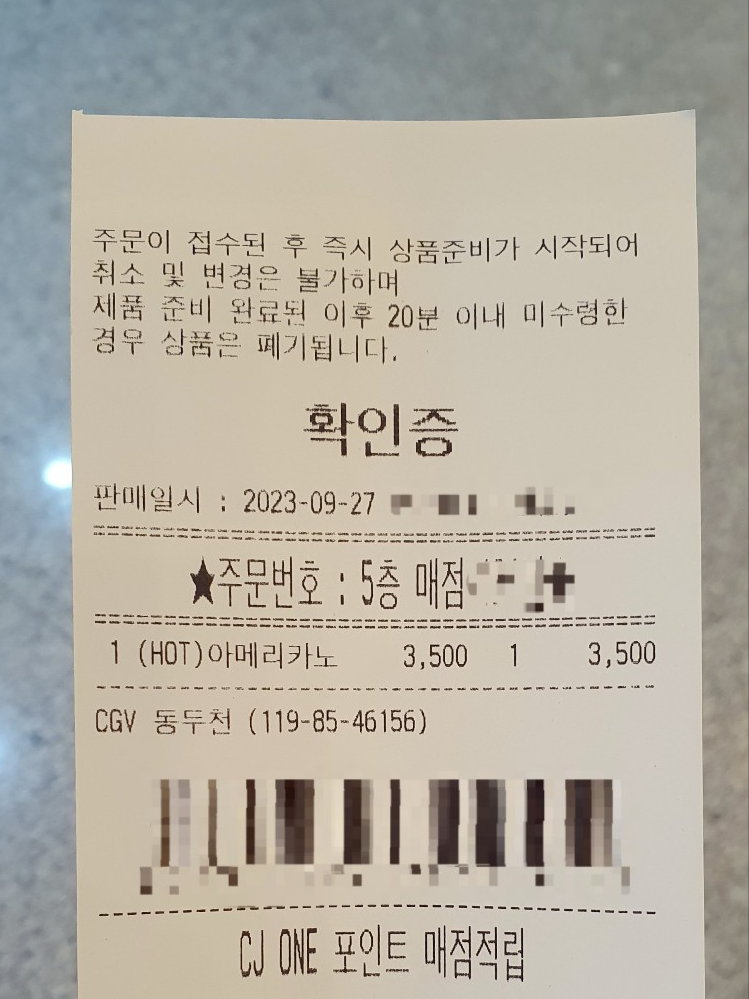 주문이 접수된 후 즉시 상품준비가 시작되어
취소 및 변경은 불가하며
제품 준비 완료된 이후 20분 이내 미수령한
경우 상품은 폐기됩니다.
확인증
판매일시 : 2023-09-27
★주문번호 : 5층 매점
1 (HOT)아메리카노 3,500 1 3,500
CGV 동두천 (119-85-46156)
CJ ONE 포인트 매점적립